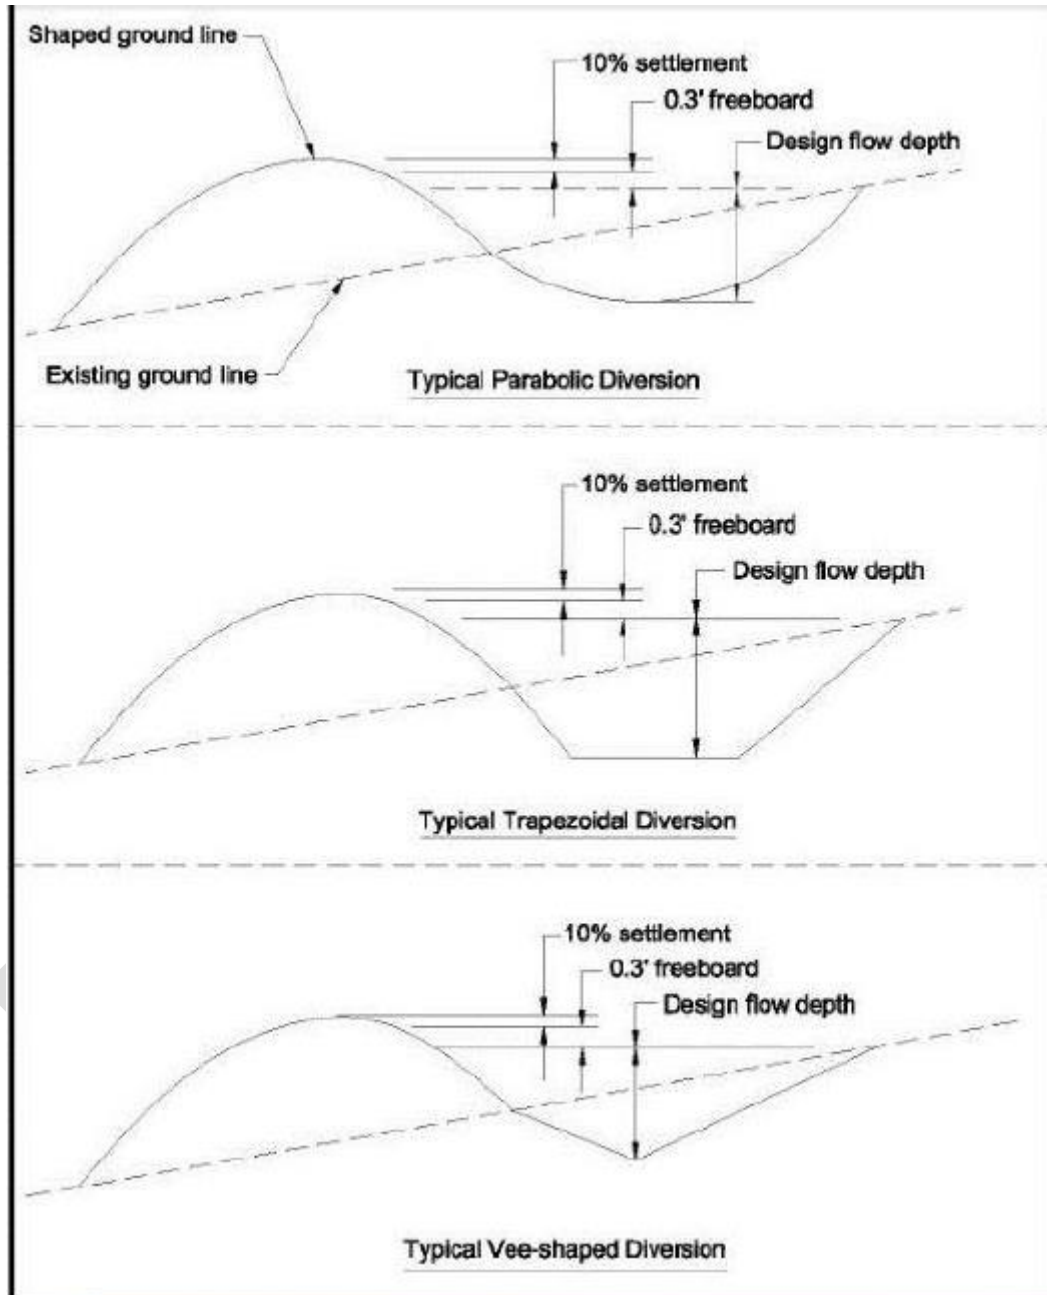 Shaped ground line
10% settlement
0.3' freeboard
Design flow depth
Existing ground line
Typical Parabolic Diversion
10% settlement
0.3' freeboard
Design flow depth
Typical Trapezoidal Diversion
10% settlement
0.3' freeboard
Design flow depth
Typical Vee-shaped Diversion